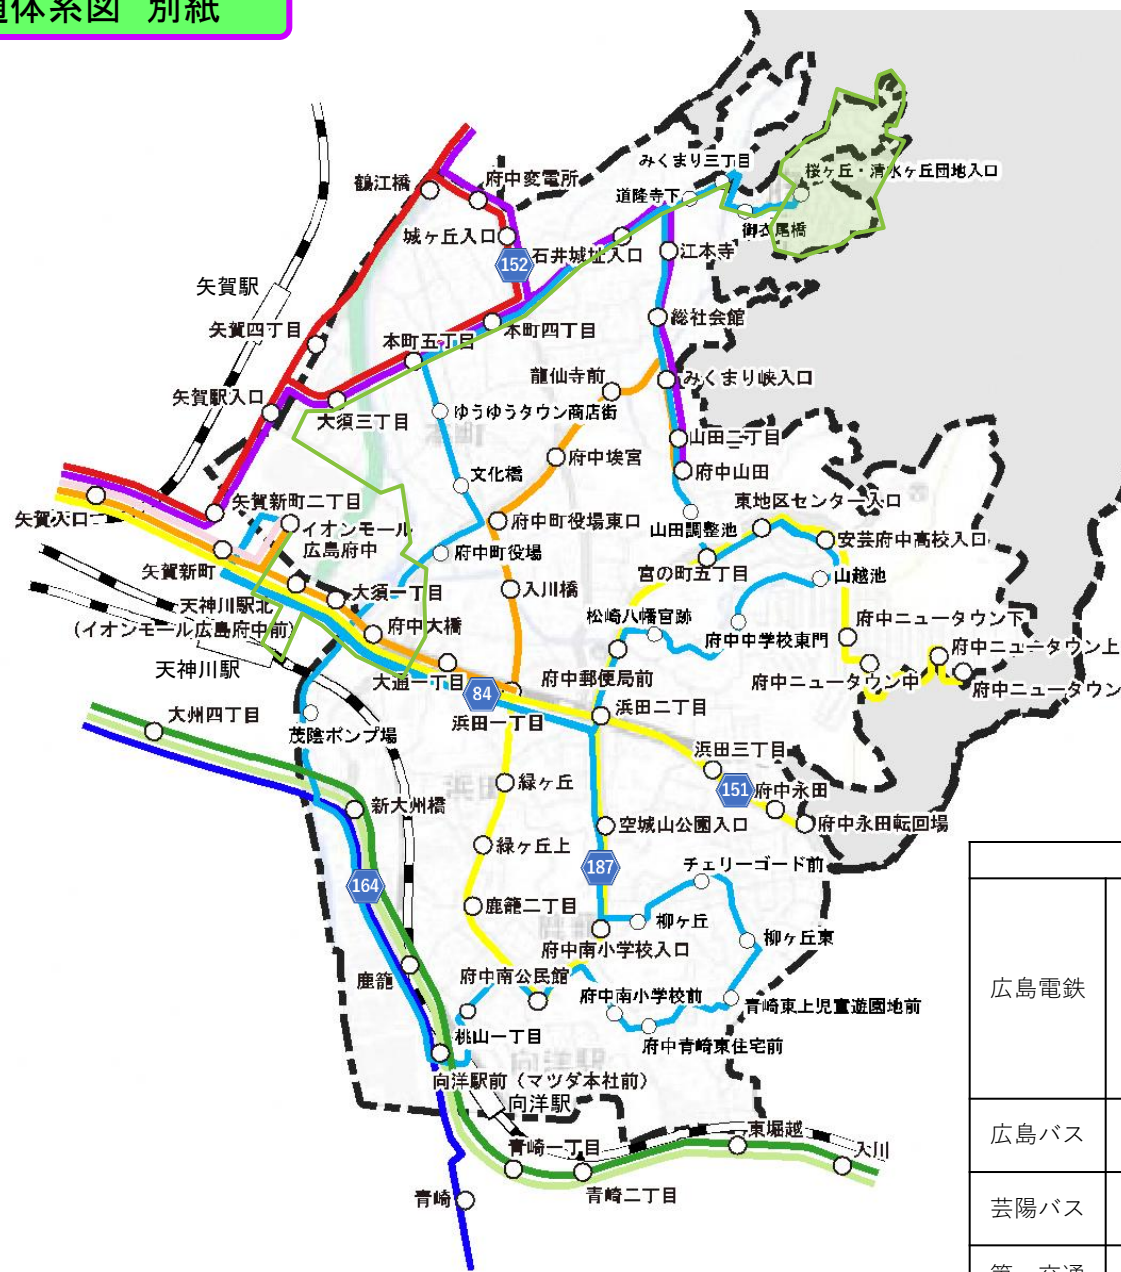 通体系図 別紙
みくまり三丁目
桜ヶ丘・清水ヶ丘団地入口
鶴江橋
府中変電所
道隆寺下
御衣尾橋
城ヶ丘入口
石井城址入口
江本寺
152
矢賀駅
総社会館
矢賀四丁目
本町五丁目
本町四丁目
龍仙寺前
みくまり峡入口
矢賀駅入口
大須三丁目
ゆうゆうタウン商店街
本町
山田二丁目
府中埃宮
府中山田
文化橋
東地区センター入口
矢賀入口
矢賀新町二丁目
イオンモール
広島府中
府中町役場東口
山田調整池
安芸府中高校入口
府中町役場
宮の町五丁目
矢賀新町
山越池
大須一丁目
入川橋
天神川駅北
(イオンモール広島府中前)
松崎八幡宮跡
府中中学校東門
府中ニュータウン下
府中大橋
府中ニュータウン上
天神川駅
大通一丁目
府中郵便局前
府中ニュータウン中
府中ニュータウン
84
大州四丁目
浜田一丁目
浜田二丁目
茂陰ポンプ場
浜田三丁目
浜田
緑ヶ丘
151
府中永田
新大州橋
空城山公園入口
府中永田転回場
緑ヶ丘上
チェリーゴード前
187
164
鹿籠二丁目
柳ヶ丘
柳ヶ丘東
府中南小学校入口
鹿籠
府中南公民館
府中南小学校前
青崎東上児童遊園地前
桃山一丁目
府中青崎東住宅前
向洋駅
向洋駅前（マツダ本社前）
向洋駅
東堀越
青崎一丁目
入川
青崎二丁目
青崎
広島電鉄
広島バス
芸陽バス
第一交通